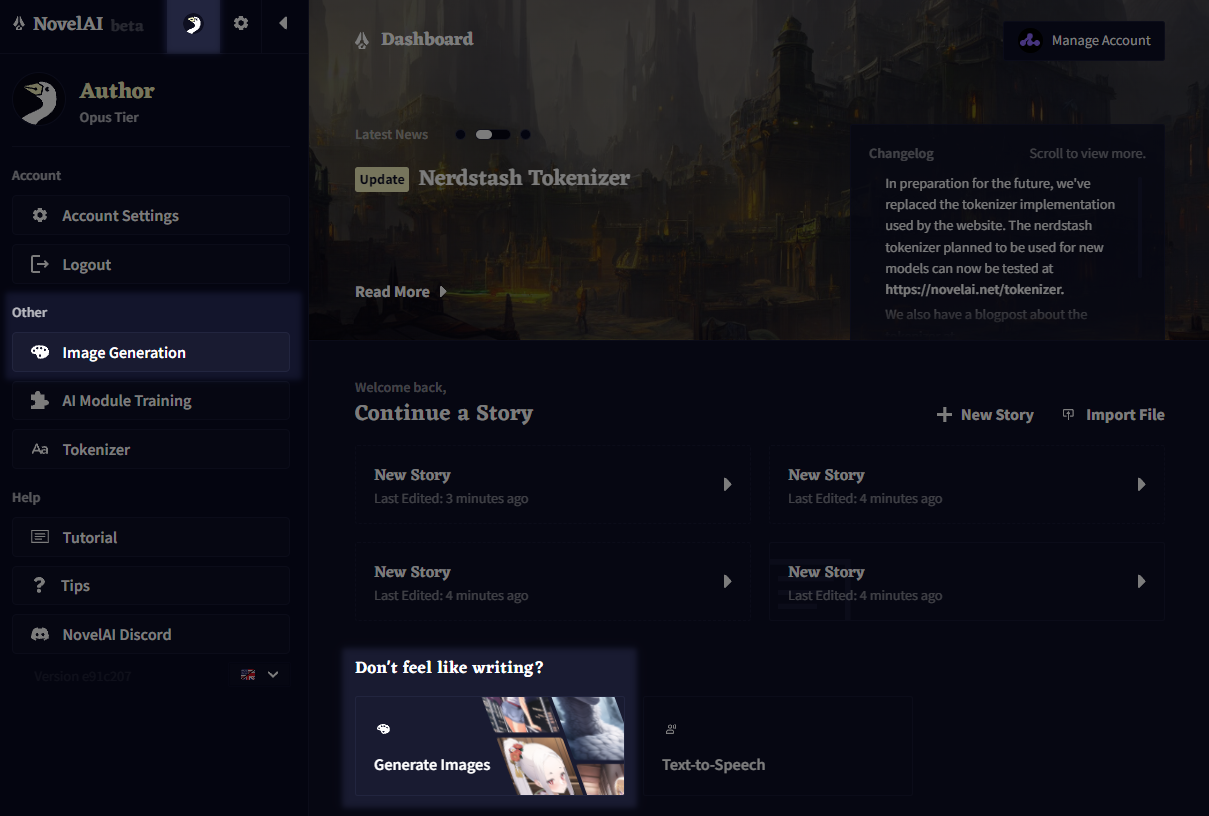 NovelAI beta
Author
Opus Tier
Account
Account Settings
Logout
Other
Image Generation
AI Module Training
Aa Tokenizer
Help
Tutorial
? Tips
NovelAI Discord
Version e91c207
Dashboard
Manage Account
Latest News
Update Nerdstash Tokenizer
Read More
Changelog
Scroll to view more.
In preparation for the future, we've
replaced the tokenizer implementation
used by the website. The nerdstash
tokenizer planned to be used for new
models can now be tested at
https://novelai.net/tokenizer.
We also have a blogpost about the
Welcome back,
Continue a Story
New Story
Import File
New Story
Last Edited: 3 minutes ago
New Story
Last Edited: 4 minutes ago
New Story
Last Edited: 4 minutes ago
New Story
Last Edited: 4 minutes ago
Don't feel like writing?
Generate Images
Text-to-Speech